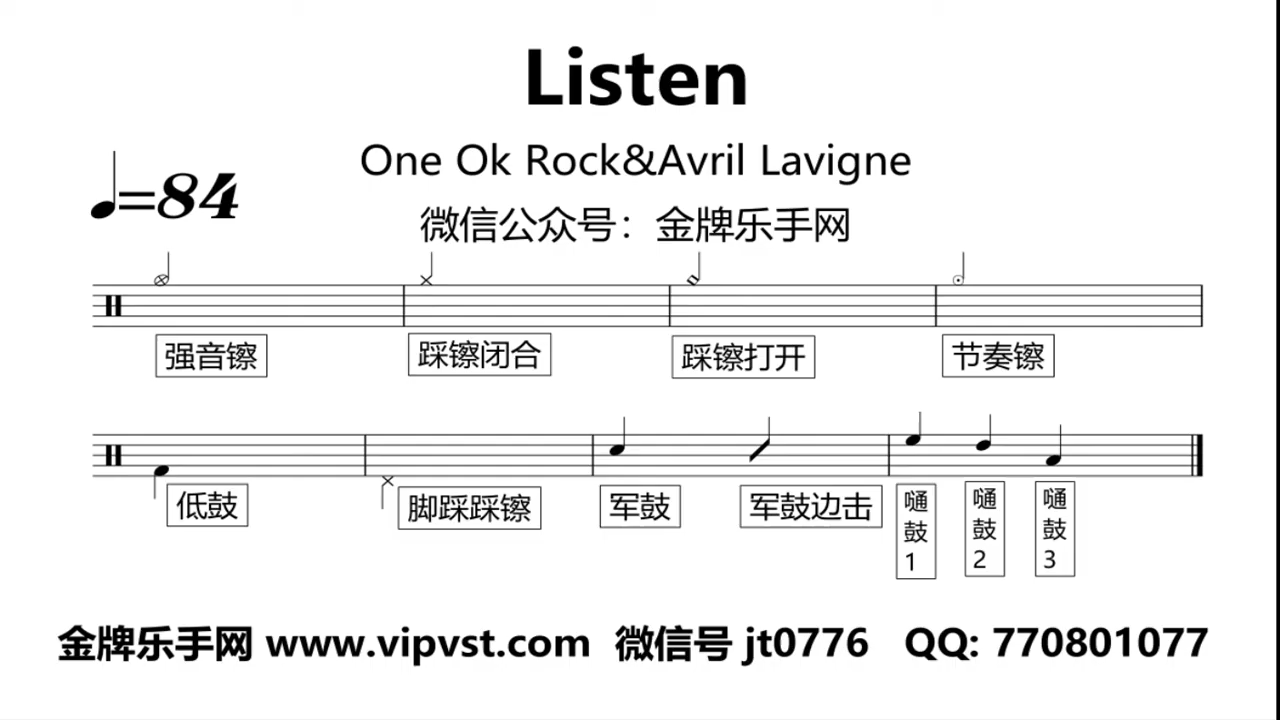 Listen
One Ok Rock&Avril Lavigne
♩=84
微信公众号：金牌乐手网
强音镲 踩镲闭合 踩镲打开 节奏镲
低鼓 脚踩踩镲 军鼓 军鼓边击 嗵鼓1 嗵鼓2 嗵鼓3
金牌乐手网 www.vipvst.com 微信号 jt0776 QQ: 770801077